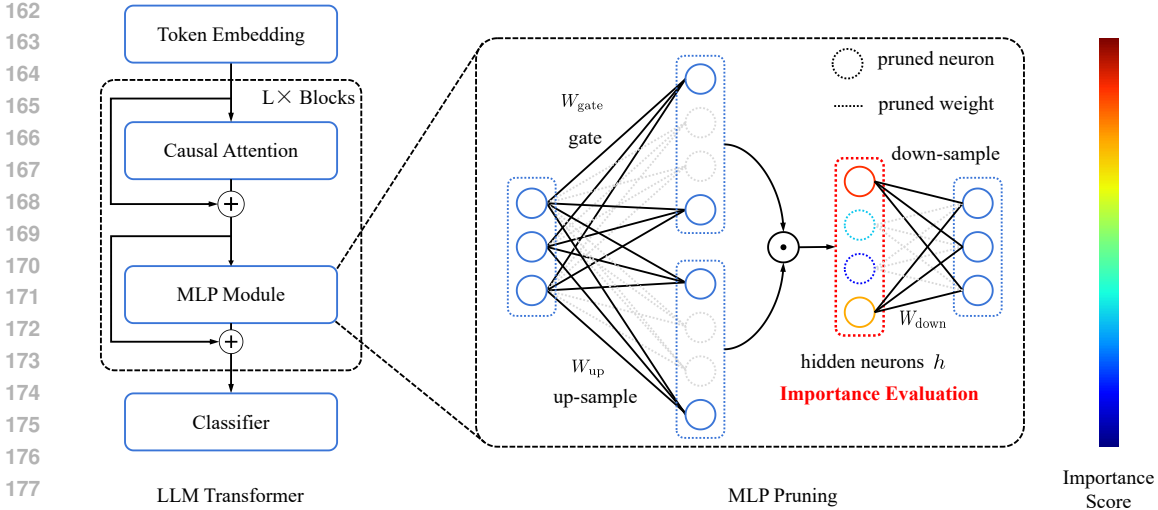 162
163
164
165
166
167
168
169
170
171
172
173
174
175
176
177
Token Embedding
L× Blocks
Causal Attention
+
MLP Module
+
Classifier
LLM Transformer
W_gate
gate
W_up
up-sample
pruned neuron
pruned weight
down-sample
W_down
hidden neurons h
Importance Evaluation
MLP Pruning
Importance
Score